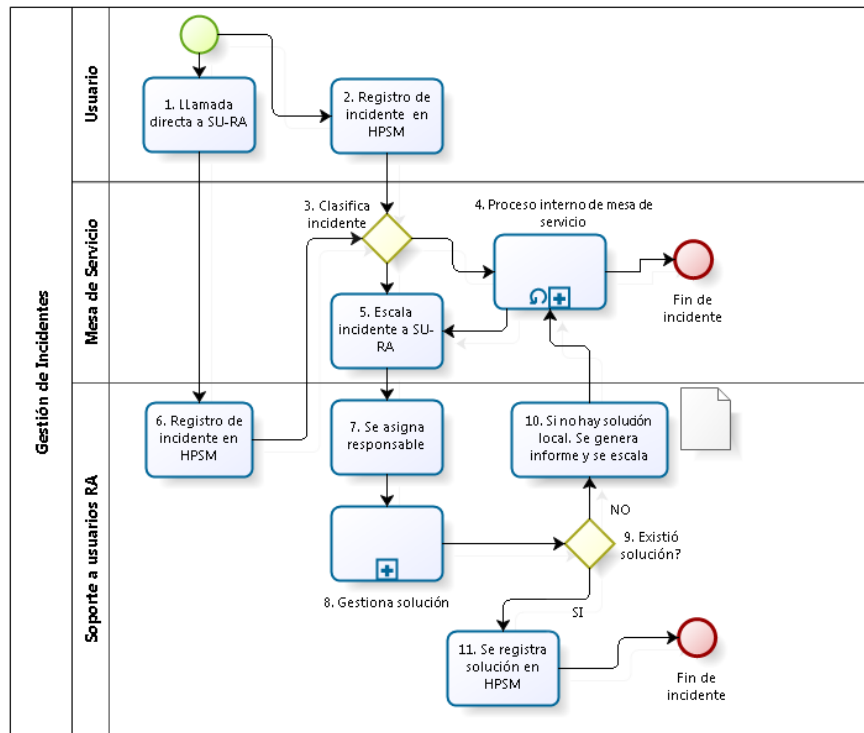 Gestión de Incidentes
Usuario
1. LLamada
directa a SU-RA
2. Registro de
incidente en
HPSM
Mesa de Servicio
3. Clasifica
incidente
4. Proceso interno de mesa de
servicio
Fin de
incidente
5. Escala
incidente a SU-
RA
Soporte a usuarios RA
6. Registro de
incidente en
HPSM
7. Se asigna
responsable
10. Si no hay solución
local. Se genera
informe y se escala
NO
9. Existió
solución?
8. Gestiona solución
SI
11. Se registra
solución en
HPSM
Fin de
incidente